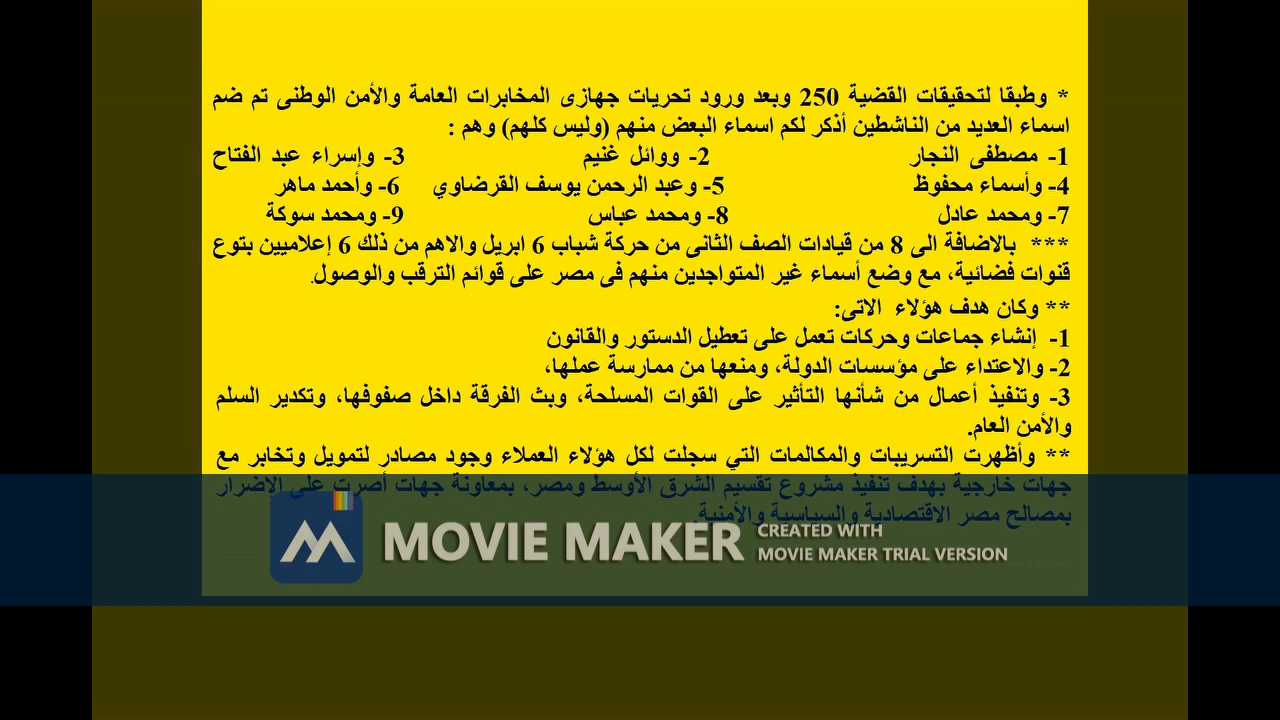 * وطبقا لتحقيقات القضية 250 وبعد ورود تحريات جهازى المخابرات العامة والأمن الوطنى تم ضم
اسماء العديد من الناشطين أذكر لكم اسماء البعض منهم (وليس كلهم) وهم :
1- مصطفى النجار 2- ووائل غنيم 3- وإسراء عبد الفتاح
4- وأسماء محفوظ 5- وعبد الرحمن يوسف القرضاوي 6- وأحمد ماهر
7- ومحمد عادل 8- ومحمد عباس 9- ومحمد سوكة
*** بالاضافة الى 8 من قيادات الصف الثانى من حركة شباب 6 ابريل والاهم من ذلك 6 إعلاميين بتوع
قنوات فضائية، مع وضع أسماء غير المتواجدين منهم فى مصر على قوائم الترقب والوصول.
** وكان هدف هؤلاء الاتى:
1- إنشاء جماعات وحركات تعمل على تعطيل الدستور والقانون
2- والاعتداء على مؤسسات الدولة، ومنعها من ممارسة عملها،
3- وتنفيذ أعمال من شأنها التأثير على القوات المسلحة، وبث الفرقة داخل صفوفها، وتكدير السلم
والأمن العام.
** وأظهرت التسريبات والمكالمات التي سجلت لكل هؤلاء العملاء وجود مصادر لتمويل وتخابر مع
جهات خارجية بهدف تنفيذ مشروع تقسيم الشرق الأوسط ومصر، بمعاونة جهات أصرت على الإضرار
بمصالح مصر الاقتصادية والسياسية والأمنية.
MOVIE MAKER
CREATED WITH
MOVIE MAKER TRIAL VERSION